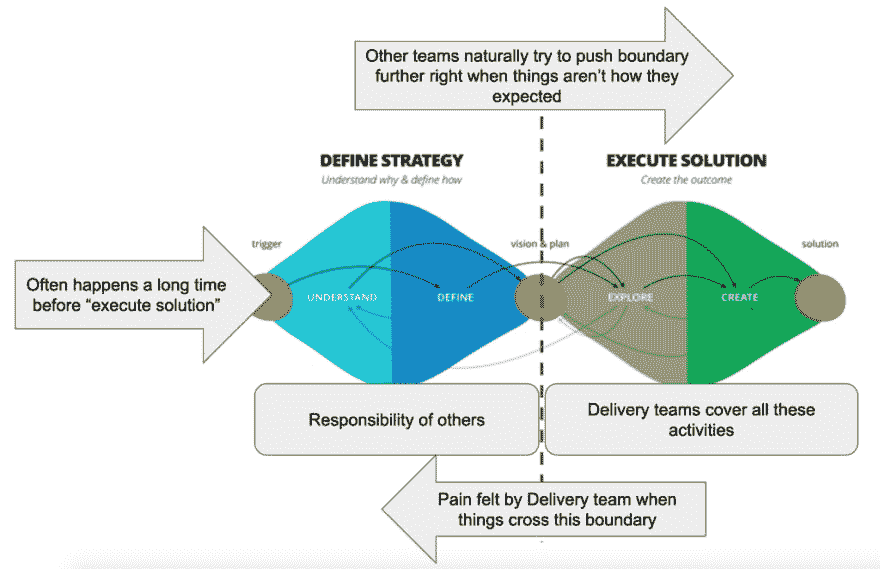 Other teams naturally try to push boundary
further right when things aren't how they
expected
DEFINE STRATEGY
Understand why & define how
EXECUTE SOLUTION
Create the outcome
trigger
vision & plan
solution
Often happens a long time
before “execute solution”
UNDERSTAND
DEFINE
EXPLORE
CREATE
Responsibility of others
Delivery teams cover all these
activities
Pain felt by Delivery team when
things cross this boundary